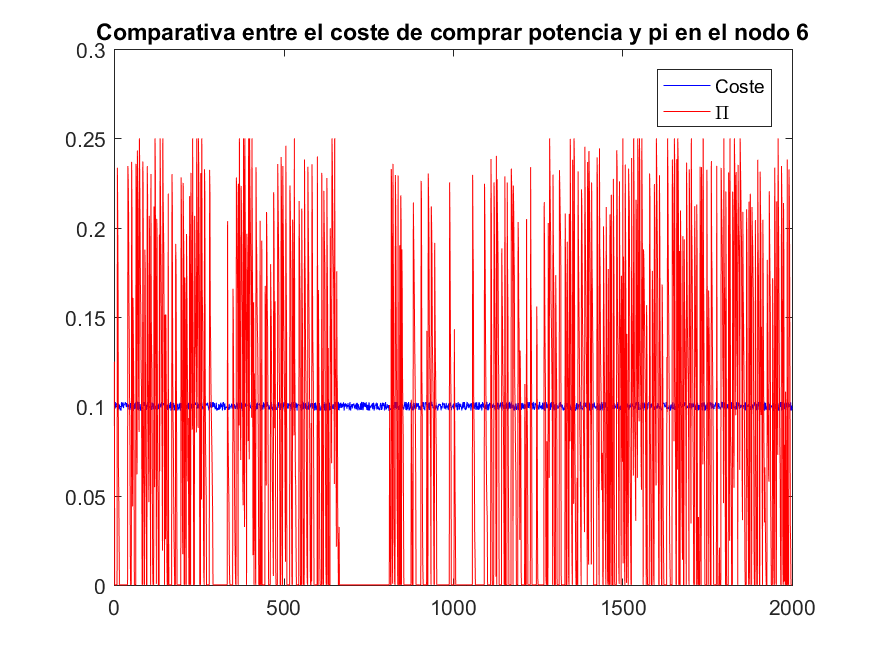 Comparativa entre el coste de comprar potencia y pi en el nodo 6
0.3
0.25
0.2
0.15
0.1
0.05
0
0 500 1000 1500 2000
Coste
Π